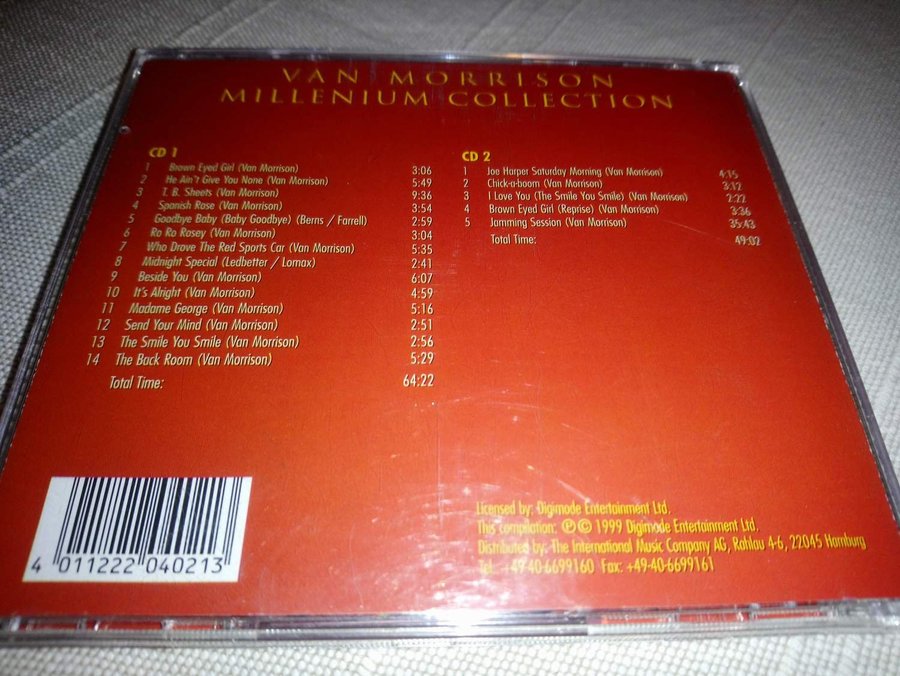 VAN MORRISON
MILLENIUM COLLECTION
CD 1
1 Brown Eyed Girl (Van Morrison) 3:06
2 He Ain't Give You None (Van Morrison) 5:49
3 T. B. Sheets (Van Morrison) 9:36
4 Spanish Rose (Van Morrison) 3:54
5 Goodbye Baby (Baby Goodbye) (Berns / Farrell) 2:59
6 Ro Ro Rosey (Van Morrison) 3:04
7 Who Drove The Red Sports Car (Van Morrison) 5:35
8 Midnight Special (Ledbetter / Lomax) 2:41
9 Beside You (Van Morrison) 6:07
10 It's Alright (Van Morrison) 4:59
11 Madame George (Van Morrison) 5:16
12 Send Your Mind (Van Morrison) 2:51
13 The Smile You Smile (Van Morrison) 2:56
14 The Back Room (Van Morrison) 5:29
Total Time: 64:22
CD 2
1 Joe Harper Saturday Morning (Van Morrison) 4:15
2 Chick-a-boom (Van Morrison) 3:12
3 I Love You (The Smile You Smile) (Van Morrison) 2:22
4 Brown Eyed Girl (Reprise) (Van Morrison) 3:36
5 Jamming Session (Van Morrison) 35:43
Total Time: 49:02
4 011222 040213
Licensed by: Digimode Entertainment Ltd.
This compilation: ℗ © 1999 Digimode Entertainment Ltd.
Distributed by: The International Music Company AG, Rahlau 4-6, 22045 Hamburg
Tel. +49-40-6699160 Fax: +49-40-6699161